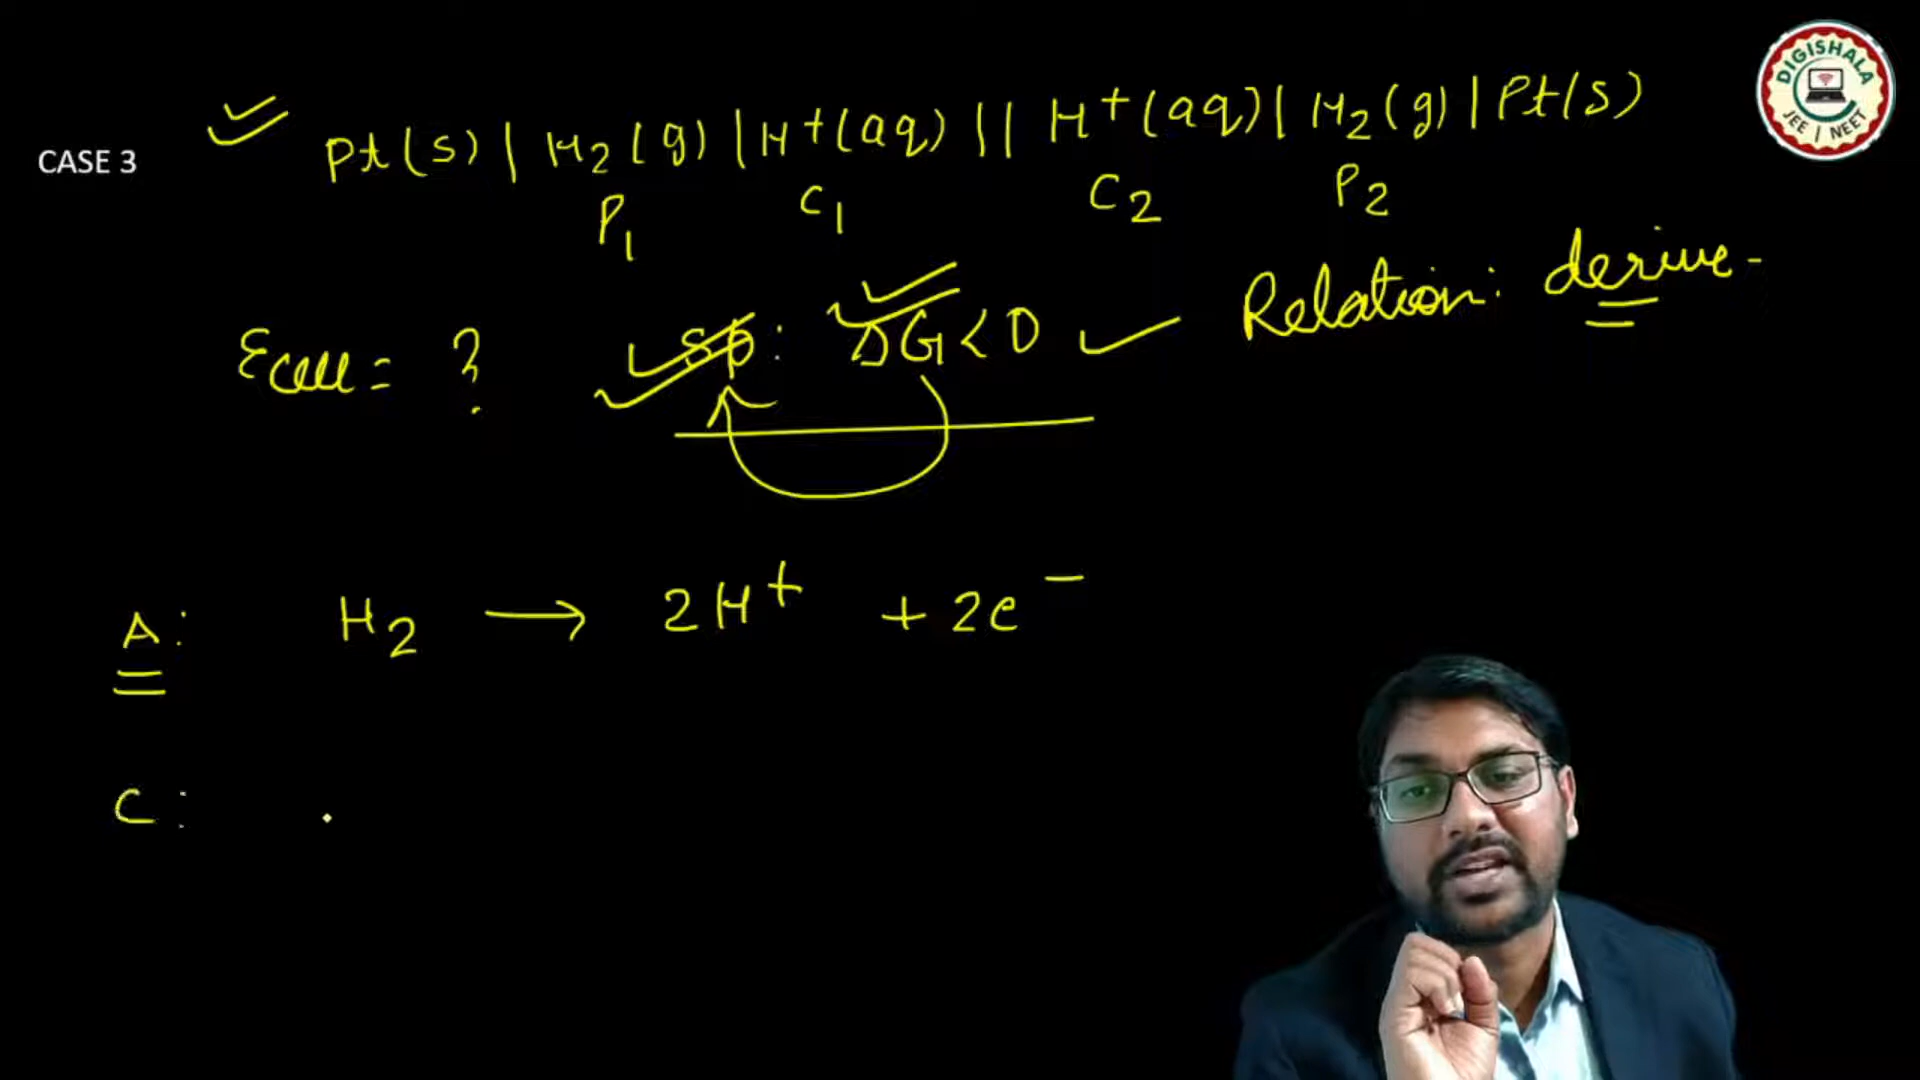 DIGISHALA
JEE | NEET
CASE 3
Pt(s) | H2(g) | H+(aq) || H+(aq) | H2(g) | Pt(s)
P1 C1 C2 P2
Ecell = ? sp: ΔG<0 Relation: derive -
A: H2 → 2H+ + 2e-
C: